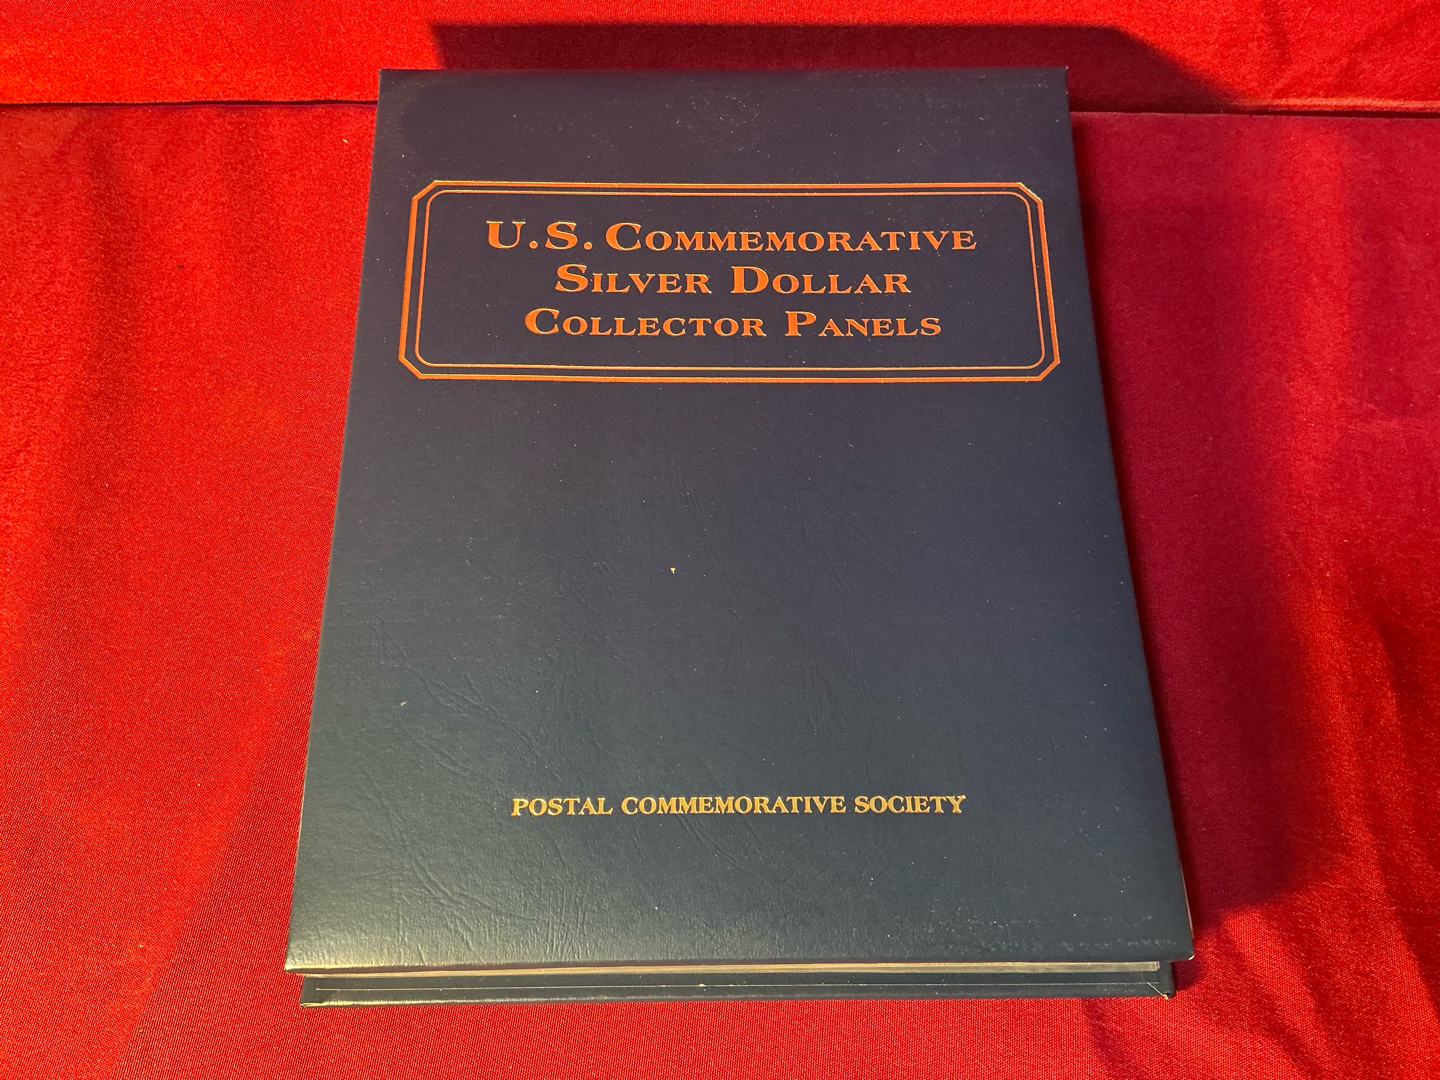 U.S. COMMEMORATIVE
SILVER DOLLAR
COLLECTOR PANELS
POSTAL COMMEMORATIVE SOCIETY